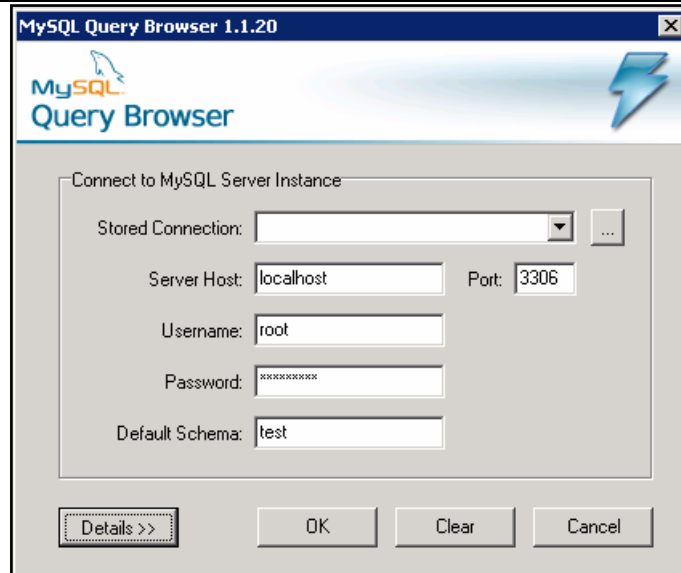 MySQL Query Browser 1.1.20
MySQL
Query Browser
Connect to MySQL Server Instance
Stored Connection:
...
Server Host: localhost Port: 3306
Username: root
Password: *********
Default Schema: test
Details >> OK Clear Cancel